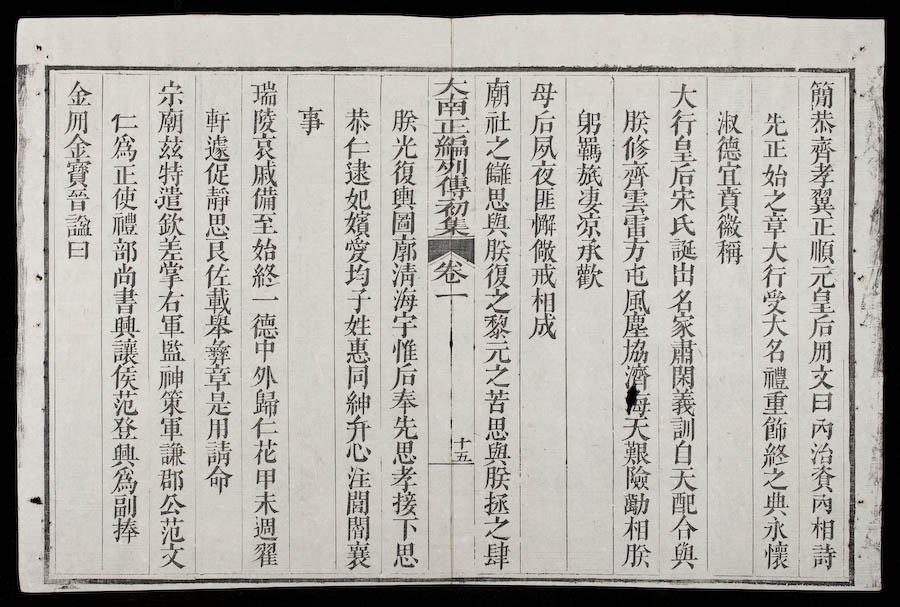 簡恭齊孝翼正順元皇后冊文曰內治資內相詩
先正始之章大行受大名禮重飾終之典永懷
淑德宜賁徽稱
大行皇后宋氏誕出名家肅閑義訓自天配合與
朕修齊雲雷方屯風塵協濟海天艱險勸相朕
躬羈旅凄凉承歡
母后夙夜匪懈儆戒相成
廟社之讎思與朕復之黎元之苦思與朕拯之肆
大南正編列傳初集 卷一 十五
朕光復輿圖廓清海宇惟后奉先思孝接下思
恭仁逮妃嬪愛均子姓惠同紳弁心注闇閽襄
事
瑞陵哀戚備至始終一德中外歸仁花甲未週翟
軒遽促靜思良佐載舉彝章是用請命
宗廟玆特遣欽差掌右軍監神策軍謙郡公范文
仁爲正使禮部尚書興讓侯范登興爲副捧
金冊金寶晉謚曰